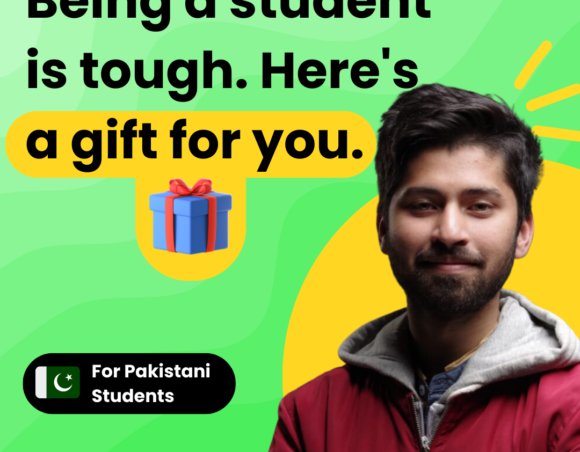 Being a student
is tough. Here's
a gift for you.
For Pakistani
Students